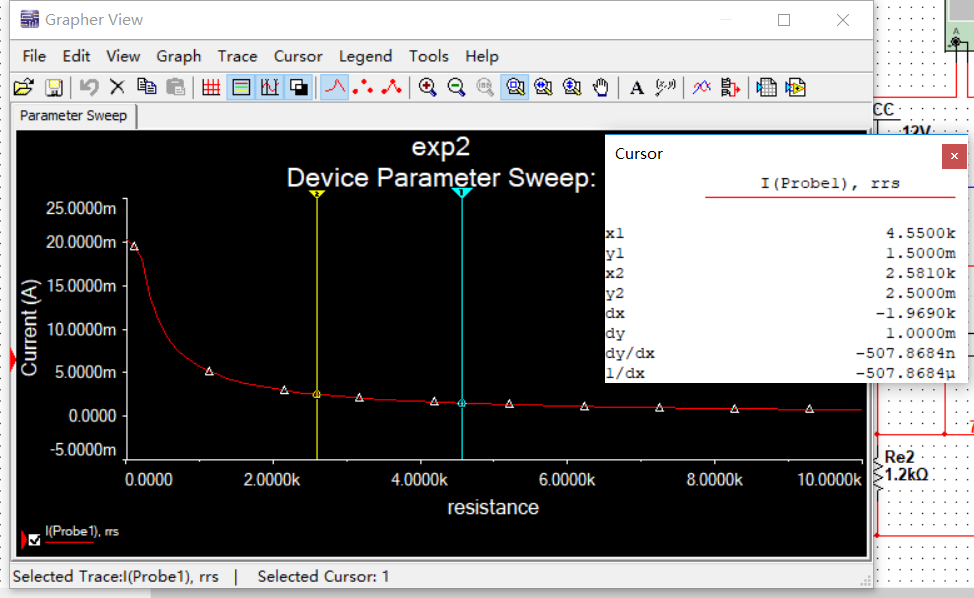 Grapher View
File Edit View Graph Trace Cursor Legend Tools Help
Parameter Sweep
exp2
Device Parameter Sweep:
Current (A)
25.0000m
20.0000m
15.0000m
10.0000m
5.0000m
0.0000
-5.0000m
0.0000 2.0000k 4.0000k 6.0000k 8.0000k 10.0000k
resistance
I(Probe1), rrs
Selected Trace:I(Probe1), rrs | Selected Cursor: 1
Cursor
I(Probe1), rrs
x1 4.5500k
y1 1.5000m
x2 2.5810k
y2 2.5000m
dx -1.9690k
dy 1.0000m
dy/dx -507.8684n
1/dx -507.8684µ
A
CC
12V
Re2
1.2kΩ